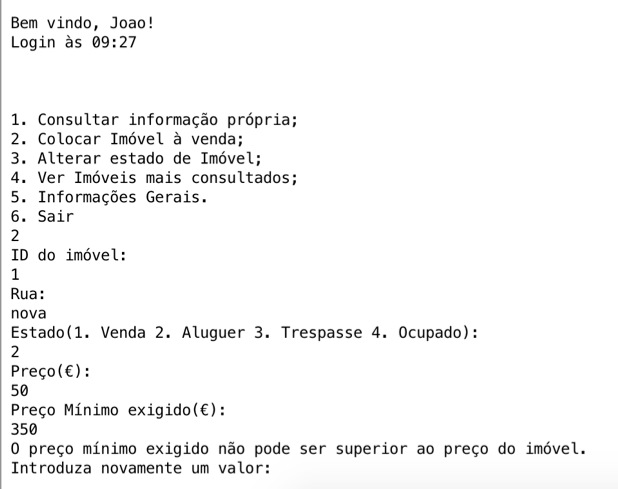 Bem vindo, Joao!
Login às 09:27
1. Consultar informação própria;
2. Colocar Imóvel à venda;
3. Alterar estado de Imóvel;
4. Ver Imóveis mais consultados;
5. Informações Gerais.
6. Sair
2
ID do imóvel:
1
Rua:
nova
Estado(1. Venda 2. Aluguer 3. Trespasse 4. Ocupado):
2
Preço(€):
50
Preço Mínimo exigido(€):
350
O preço mínimo exigido não pode ser superior ao preço do imóvel.
Introduza novamente um valor: